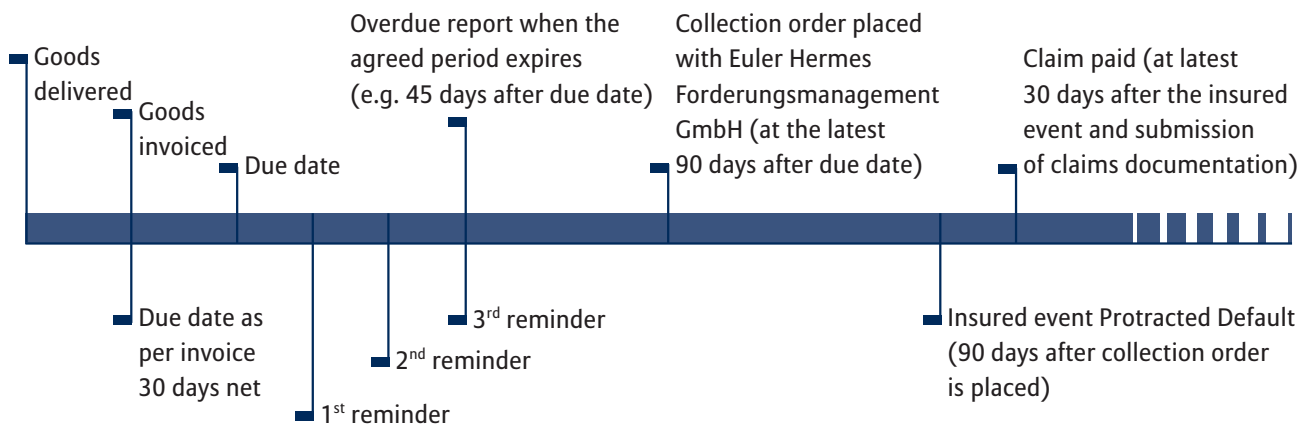 Goods
delivered
Goods
invoiced
Due date
Overdue report when the
agreed period expires
(e.g. 45 days after due date)
Collection order placed
with Euler Hermes
Forderungsmanagement
GmbH (at the latest
90 days after due date)
Claim paid (at latest
30 days after the insured
event and submission
of claims documentation)
Due date as
per invoice
30 days net
1st reminder
2nd reminder
3rd reminder
Insured event Protracted Default
(90 days after collection order
is placed)